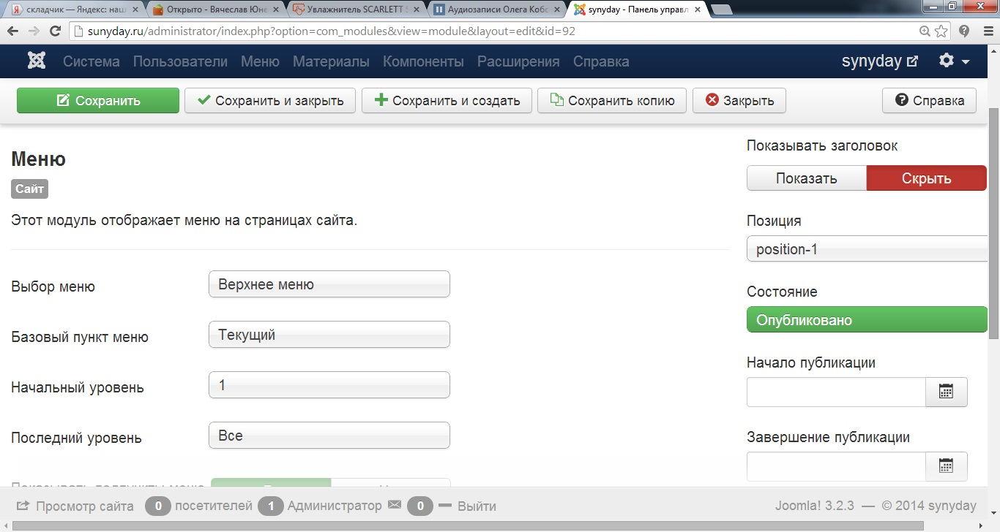 складчик — Яндекс: наш
Открыто - Вячеслав Юне
Увлажнитель SCARLETT S
Аудиозаписи Олега Кобо
synyday - Панель управл
sunyday.ru/administrator/index.php?option=com_modules&view=module&layout=edit&id=92
Система Пользователи Меню Материалы Компоненты Расширения Справка synyday
Сохранить Сохранить и закрыть Сохранить и создать Сохранить копию Закрыть Справка
Меню
Сайт
Этот модуль отображает меню на страницах сайта.
Выбор меню Верхнее меню
Базовый пункт меню Текущий
Начальный уровень 1
Последний уровень Все
Показывать подпункты меню
Показывать заголовок
Показать Скрыть
Позиция
position-1
Состояние
Опубликовано
Начало публикации
Завершение публикации
Просмотр сайта 0 посетителей 1 Администратор 0 Выйти Joomla! 3.2.3 — © 2014 synyday